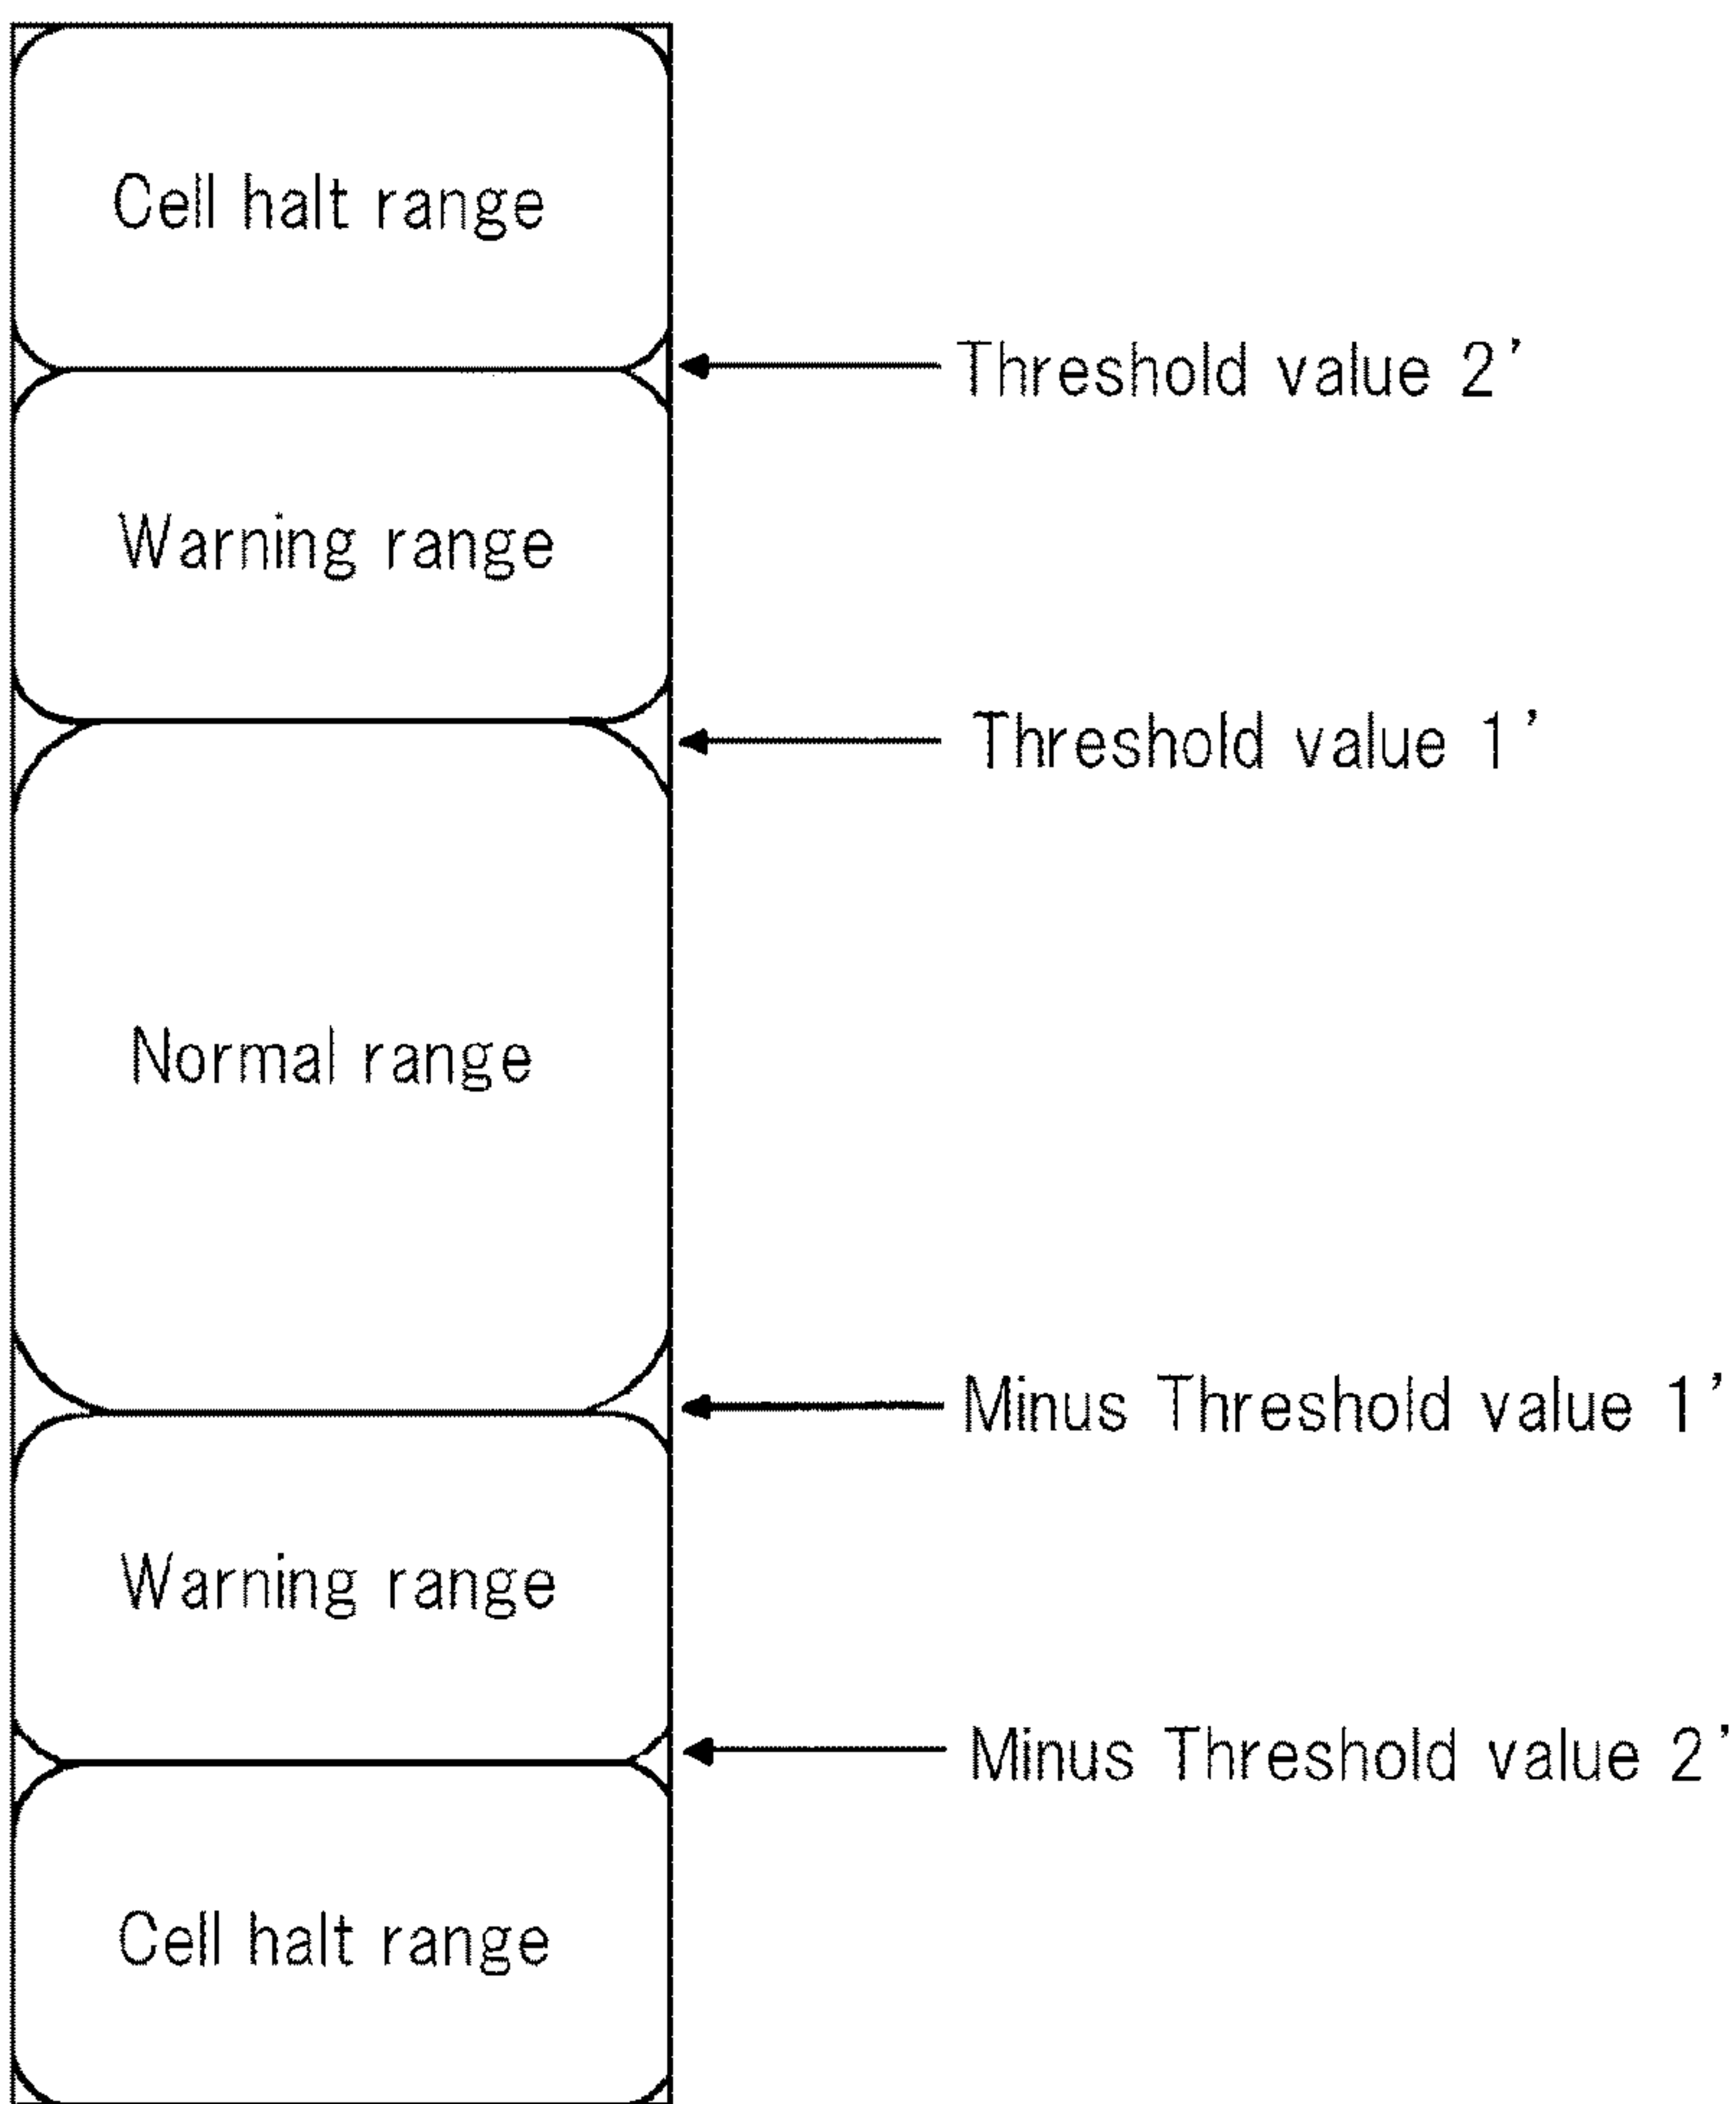 Cell halt range
Threshold value 2’
Warning range
Threshold value 1’
Normal range
Minus Threshold value 1’
Warning range
Minus Threshold value 2’
Cell halt range